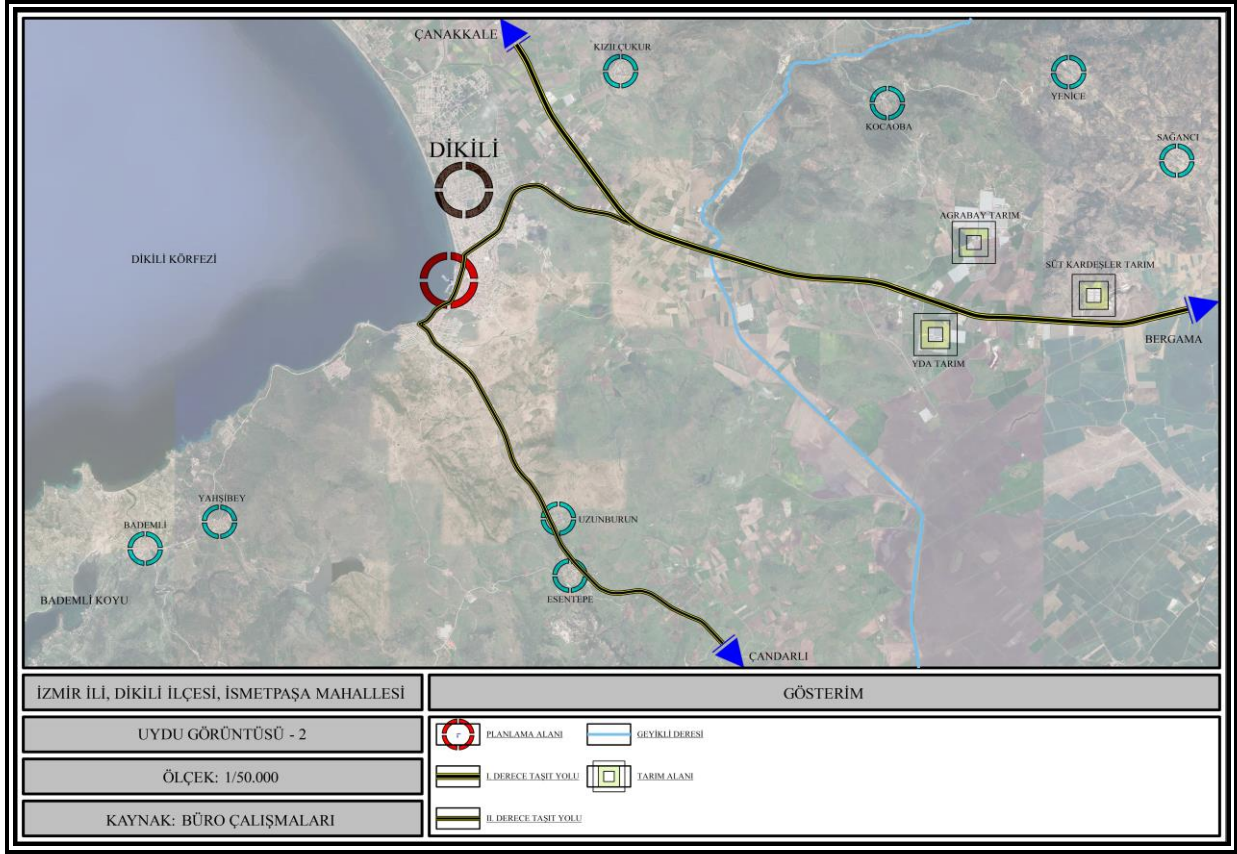 ÇANAKKALE
KIZILÇUKUR
YENİCE
KOCAOBA
SAĞANCI
DİKİLİ
AGRABAY TARIM
DİKİLİ KÖRFEZİ
SÜT KARDEŞLER TARIM
BERGAMA
YDA TARIM
YAHŞİBEY
BADEMLİ
UZUNBURUN
BADEMLİ KOYU
ESENTEPE
ÇANDARLI
İZMİR İLİ, DİKİLİ İLÇESİ, İSMETPAŞA MAHALLESİ
UYDU GÖRÜNTÜSÜ - 2
ÖLÇEK: 1/50.000
KAYNAK: BÜRO ÇALIŞMALARI
GÖSTERİM
PLANLAMA ALANI
GEYİKLİ DERESİ
I. DERECE TAŞIT YOLU
TARIM ALANI
II. DERECE TAŞIT YOLU